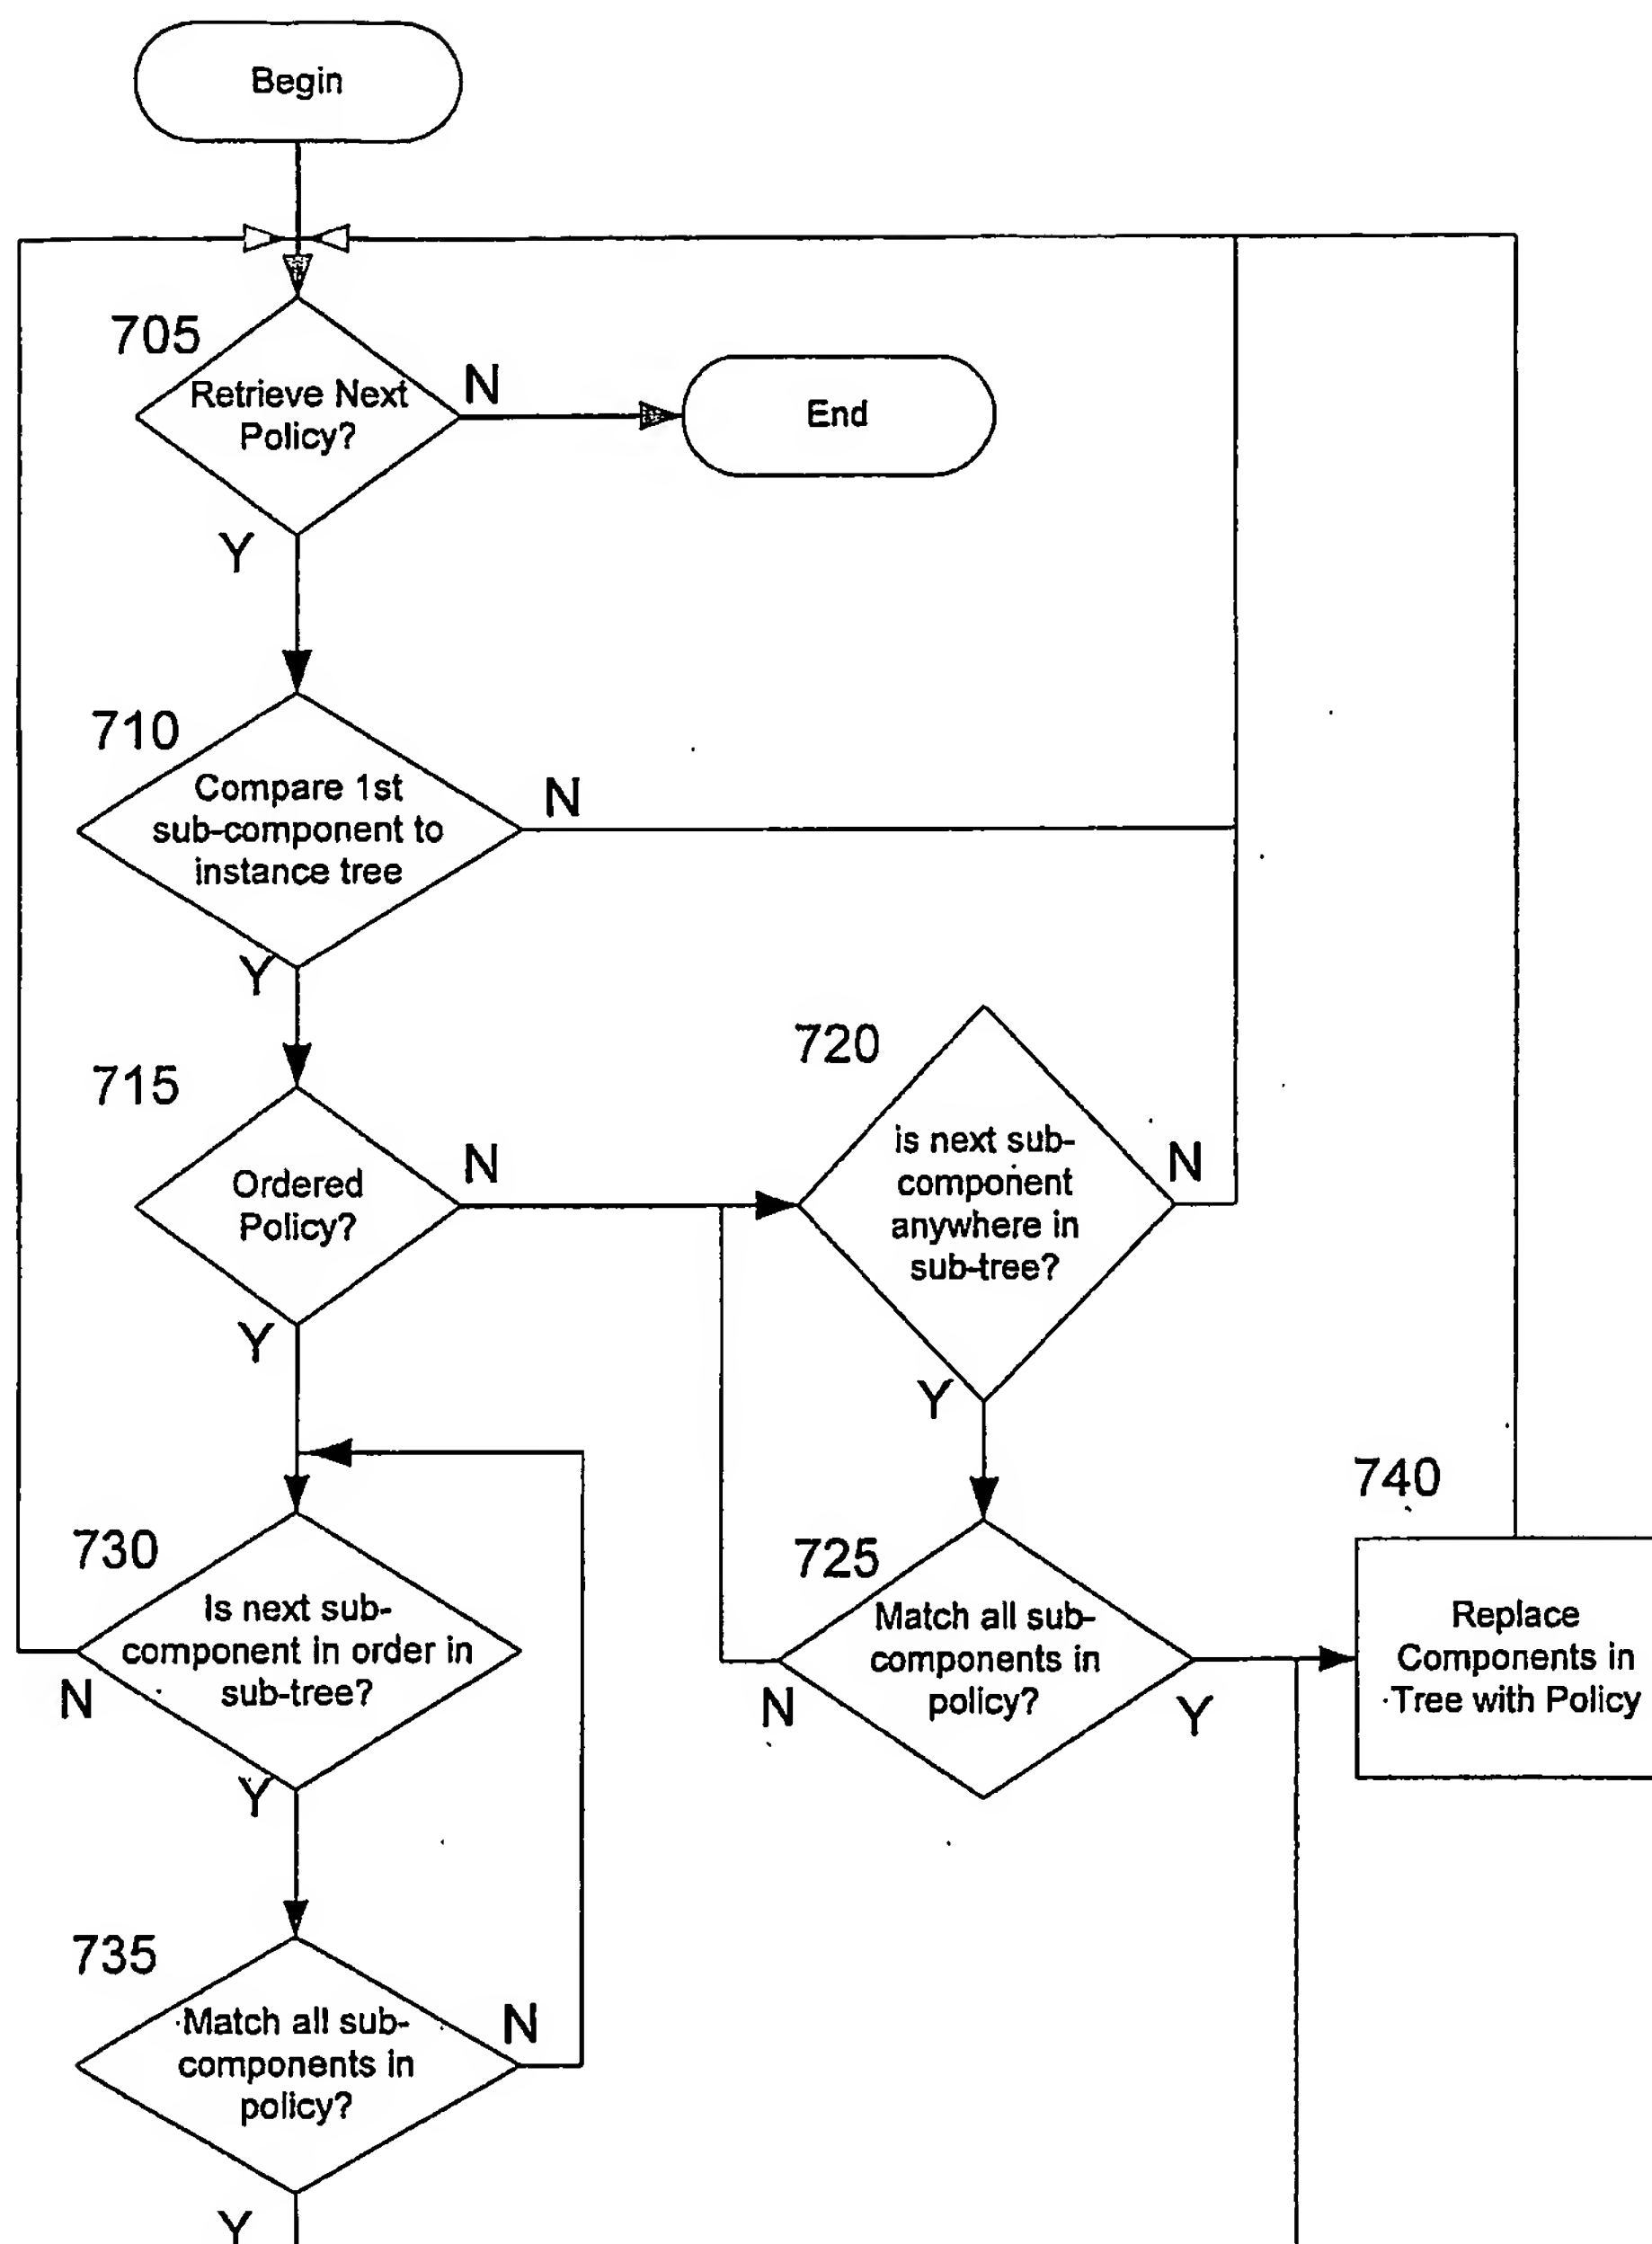 Begin
705
Retrieve Next
Policy?
N
End
Y
710
Compare 1st
sub-component to
instance tree
N
Y
715
Ordered
Policy?
N
Y
720
is next sub-
component
anywhere in
sub-tree?
N
Y
730
Is next sub-
component in order in
sub-tree?
N
Y
725
Match all sub-
components in
policy?
N
Y
740
Replace
Components in
Tree with Policy
735
Match all sub-
components in
policy?
N
Y